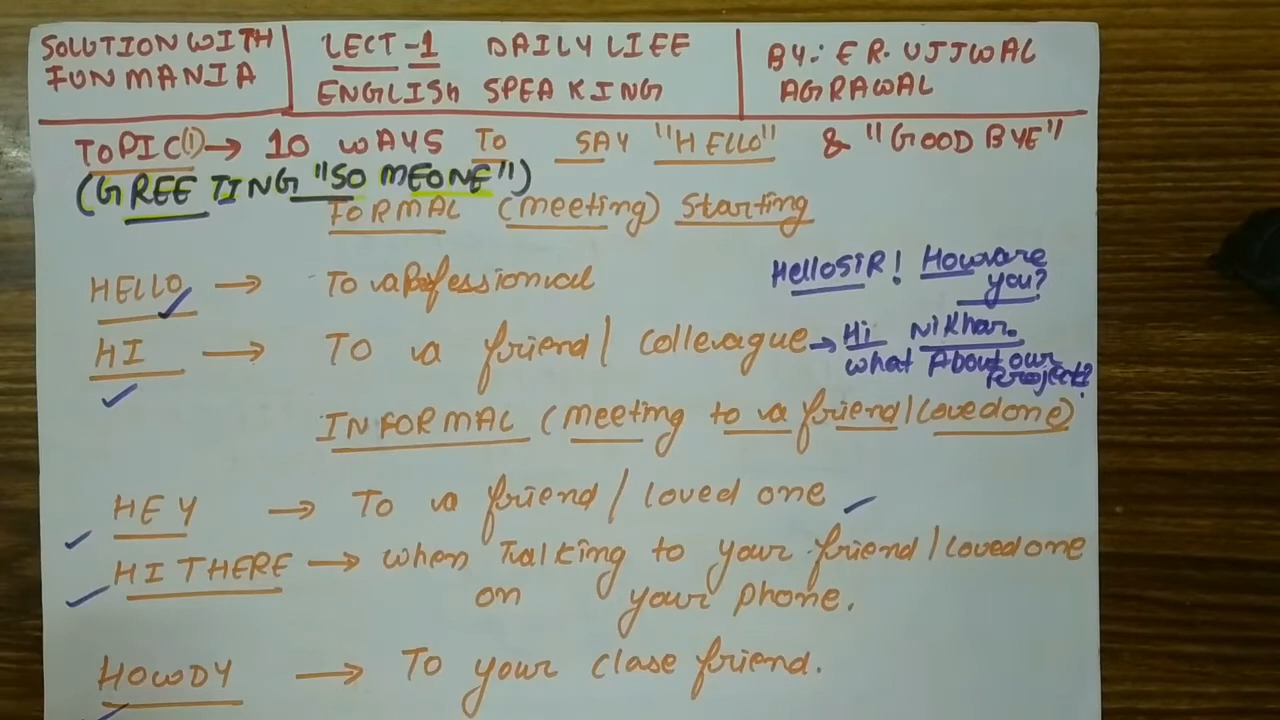 SOLUTION WITH FUN MANIA
LECT-1 DAILY LIFE
ENGLISH SPEAKING
BY: ER. UJJWAL
AGRAWAL
TOPIC(1)→ 10 WAYS TO SAY "HELLO" & "GOOD BYE"
(GREETING "SOMEONE")
FORMAL (meeting) Starting
HELLO → To a Professional
Hello SIR! How are
you?
HI → TO a friend/ Colleague → Hi Nikhar.
what About our
Project?
INFORMAL (meeting to a friend/Loved one)
HEY → To a friend/ loved one
HI THERE → when Talking to your friend/Loved one
on your phone.
HOWDY → To your clase friend.